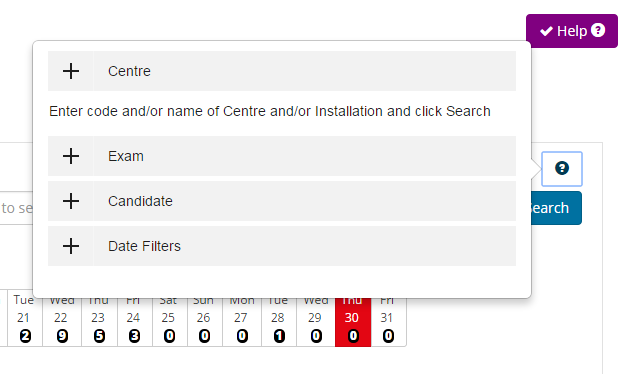 Help
Centre
Enter code and/or name of Centre and/or Installation and click Search
Exam
Candidate
to se
earch
Date Filters
Tue Wed Thu Fri Sat Sun Mon Tue Wed Thu Fri
21 22 23 24 25 26 27 28 29 30 31
2 9 5 3 0 0 0 1 0 0 0